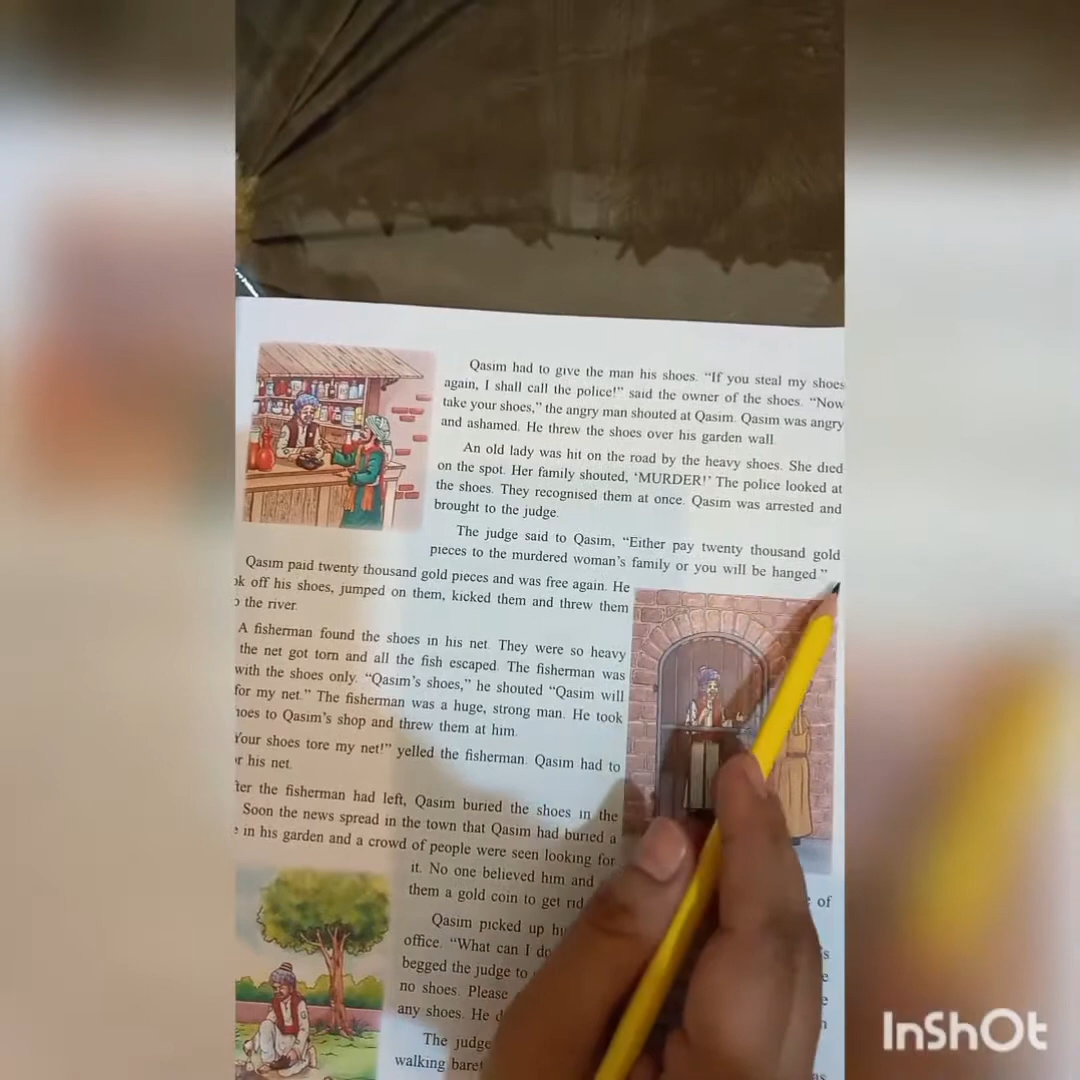 Qasim had to give the man his shoes. “If you steal my shoes
again, I shall call the police!” said the owner of the shoes. “Now
take your shoes,” the angry man shouted at Qasim. Qasim was angry
and ashamed. He threw the shoes over his garden wall.
An old lady was hit on the road by the heavy shoes. She died
on the spot. Her family shouted, ‘MURDER!’ The police looked at
the shoes. They recognised them at once. Qasim was arrested and
brought to the judge.
The judge said to Qasim, “Either pay twenty thousand gold
pieces to the murdered woman’s family or you will be hanged.”
Qasim paid twenty thousand gold pieces and was free again. He
ok off his shoes, jumped on them, kicked them and threw them
o the river.
A fisherman found the shoes in his net. They were so heavy
the net got torn and all the fish escaped. The fisherman was
with the shoes only. “Qasim’s shoes,” he shouted “Qasim will
for my net.” The fisherman was a huge, strong man. He took
hoes to Qasim’s shop and threw them at him.
Your shoes tore my net!” yelled the fisherman. Qasim had to
or his net.
fter the fisherman had left, Qasim buried the shoes in the
Soon the news spread in the town that Qasim had buried a
e in his garden and a crowd of people were seen looking for
it. No one believed him and
them a gold coin to get rid
of
Qasim picked up
office. “What can I do
begged the judge to
no shoes. Please
any shoes. He
The judge
walking
InShOt